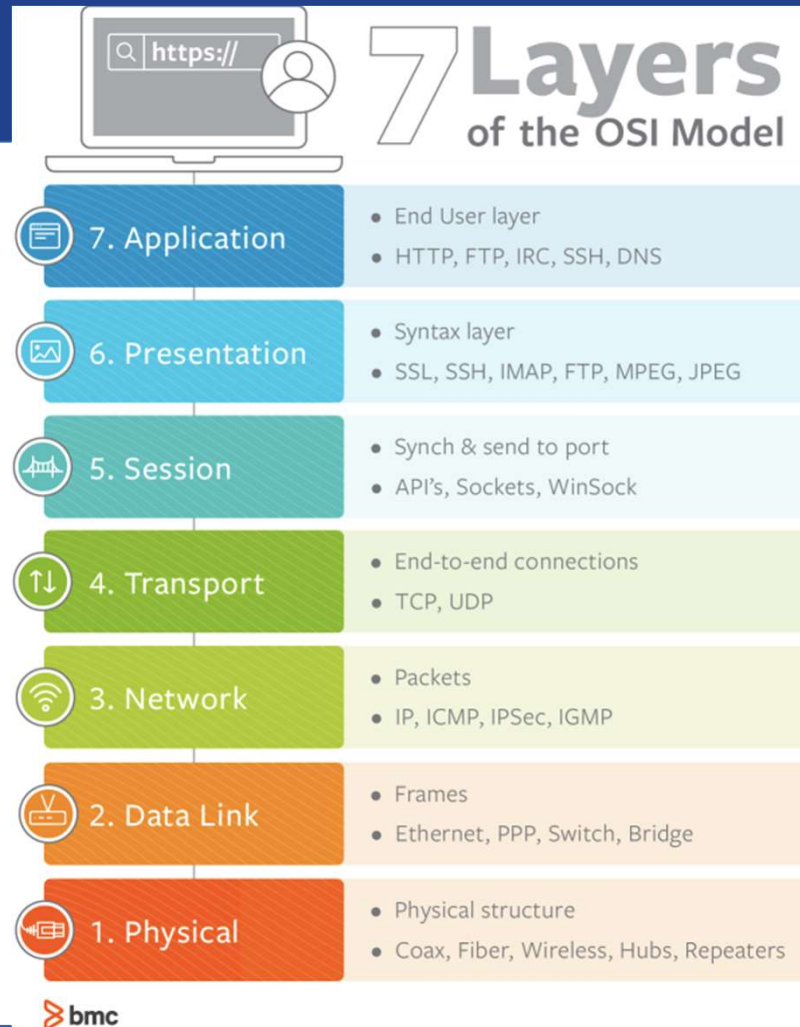 https://
7 Layers
of the OSI Model
7. Application
• End User layer
• HTTP, FTP, IRC, SSH, DNS
6. Presentation
• Syntax layer
• SSL, SSH, IMAP, FTP, MPEG, JPEG
5. Session
• Synch & send to port
• API's, Sockets, WinSock
4. Transport
• End-to-end connections
• TCP, UDP
3. Network
• Packets
• IP, ICMP, IPSec, IGMP
2. Data Link
• Frames
• Ethernet, PPP, Switch, Bridge
1. Physical
• Physical structure
• Coax, Fiber, Wireless, Hubs, Repeaters
bmc